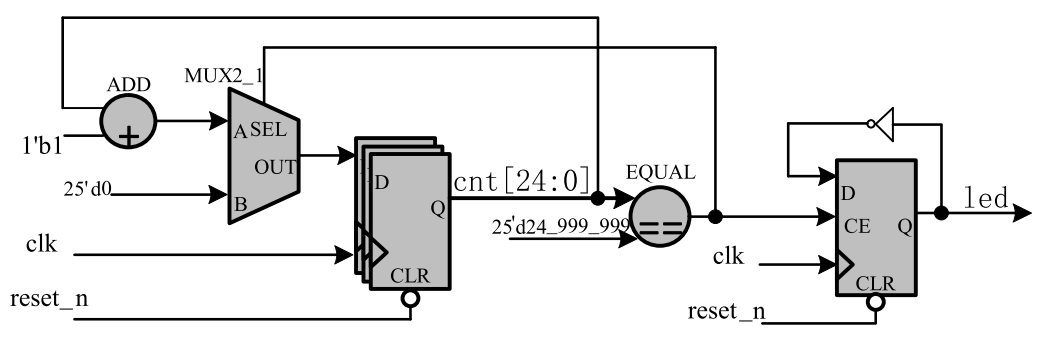 ADD
+
1'b1
MUX2_1
A SEL
OUT
B
25'd0
clk
reset_n
D
Q
CLR
cnt[24:0]
EQUAL
==
25'd24_999_999
D
CE
Q
CLR
clk
reset_n
led